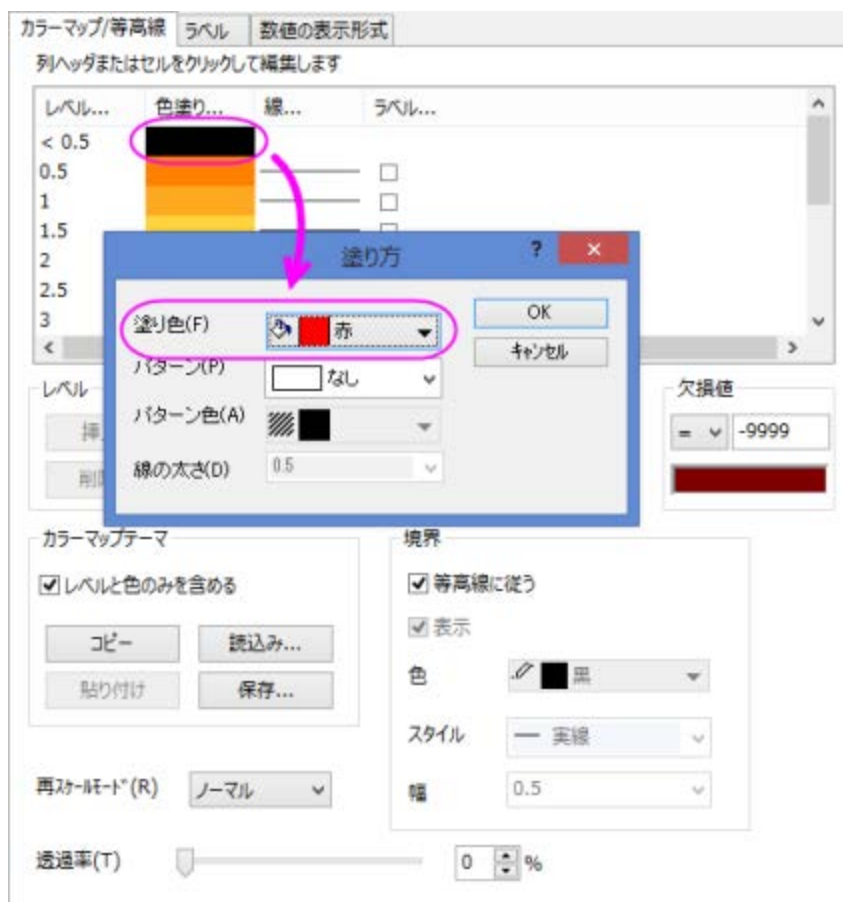 カラーマップ/等高線 ラベル 数値の表示形式
列ヘッダまたはセルをクリックして編集します
レベル... 色塗り... 線... ラベル...
< 0.5
0.5
1
1.5
2
2.5
3
塗り方 ?
塗り色(F) 赤
OK
パターン(P) なし
キャンセル
パターン色(A)
線の太さ(D) 0.5
レベル
欠損値
= -9999
カラーマップテーマ
レベルと色のみを含める
コピー 読込み...
貼り付け 保存...
境界
等高線に従う
表示
色 黒
スタイル 実線
幅 0.5
再スケールモード(R) ノーマル
透過率(T) 0 %